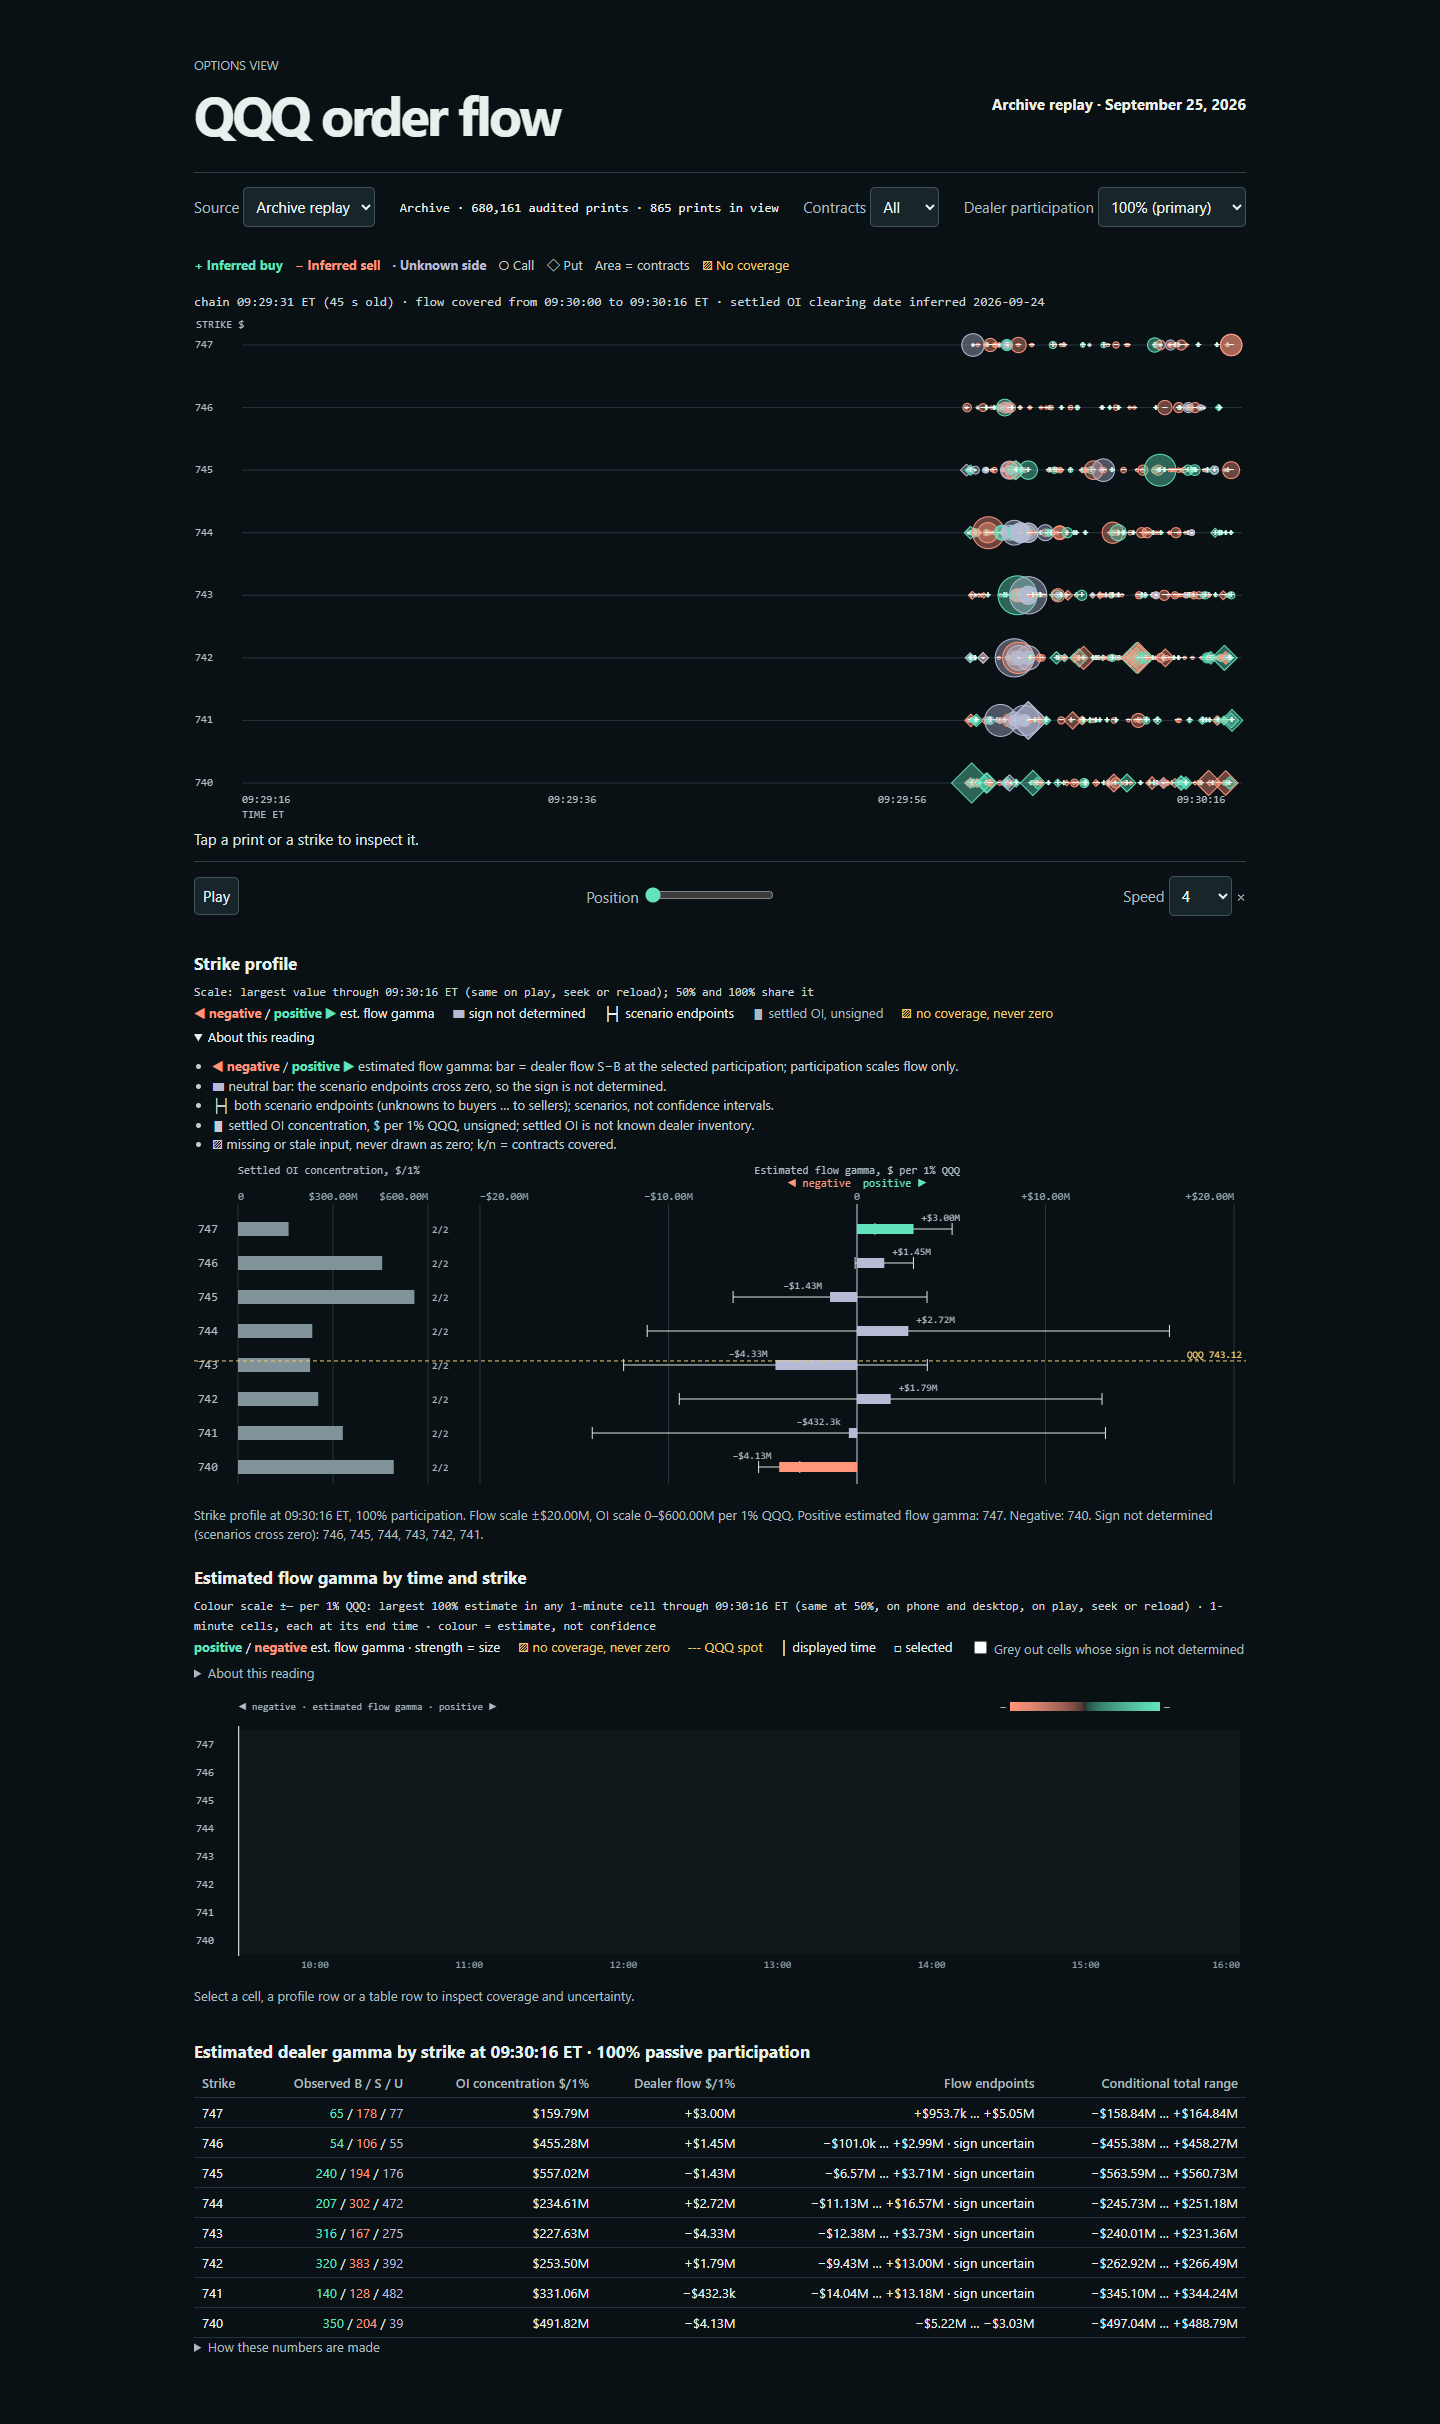 OPTIONS VIEW
QQQ order flow
Archive replay · September 25, 2026
Source Archive replay Archive · 680,161 audited prints · 865 prints in view Contracts All Dealer participation 100% (primary)
+ Inferred buy − Inferred sell · Unknown side ○ Call ◇ Put Area = contracts ▨ No coverage
chain 09:29:31 ET (45 s old) · flow covered from 09:30:00 to 09:30:16 ET · settled OI clearing date inferred 2026-09-24
STRIKE $
747
746
745
744
743
742
741
740
09:29:16 09:29:36 09:29:56 09:30:16
TIME ET
Tap a print or a strike to inspect it.
Play Position Speed 4 ×
Strike profile
Scale: largest value through 09:30:16 ET (same on play, seek or reload); 50% and 100% share it
◀ negative / positive ▶ est. flow gamma sign not determined scenario endpoints settled OI, unsigned ▨ no coverage, never zero
▼ About this reading
• ◀ negative / positive ▶ estimated flow gamma: bar = dealer flow S−B at the selected participation; participation scales flow only.
• neutral bar: the scenario endpoints cross zero, so the sign is not determined.
• both scenario endpoints (unknowns to buyers … to sellers); scenarios, not confidence intervals.
• settled OI concentration, $ per 1% QQQ, unsigned; settled OI is not known dealer inventory.
• ▨ missing or stale input, never drawn as zero; k/n = contracts covered.
Settled OI concentration, $/1% Estimated flow gamma, $ per 1% QQQ
◀ negative positive ▶
0 $300.00M $600.00M −$20.00M −$10.00M 0 +$10.00M +$20.00M
747 2/2 +$3.00M
746 2/2 +$1.45M
745 2/2 −$1.43M
744 2/2 +$2.72M
743 2/2 −$4.33M QQQ 743.12
742 2/2 +$1.79M
741 2/2 −$432.3k
740 2/2 −$4.13M
Strike profile at 09:30:16 ET, 100% participation. Flow scale ±$20.00M, OI scale 0–$600.00M per 1% QQQ. Positive estimated flow gamma: 747. Negative: 740. Sign not determined
(scenarios cross zero): 746, 745, 744, 743, 742, 741.
Estimated flow gamma by time and strike
Colour scale ±— per 1% QQQ: largest 100% estimate in any 1-minute cell through 09:30:16 ET (same at 50%, on phone and desktop, on play, seek or reload) · 1-
minute cells, each at its end time · colour = estimate, not confidence
positive / negative est. flow gamma · strength = size ▨ no coverage, never zero --- QQQ spot | displayed time □ selected Grey out cells whose sign is not determined
▶ About this reading
◀ negative · estimated flow gamma · positive ▶ − −
747
746
745
744
743
742
741
740
10:00 11:00 12:00 13:00 14:00 15:00 16:00
Select a cell, a profile row or a table row to inspect coverage and uncertainty.
Estimated dealer gamma by strike at 09:30:16 ET · 100% passive participation
Strike Observed B / S / U OI concentration $/1% Dealer flow $/1% Flow endpoints Conditional total range
747 65 / 178 / 77 $159.79M +$3.00M +$953.7k … +$5.05M −$158.84M … +$164.84M
746 54 / 106 / 55 $455.28M +$1.45M −$101.0k … +$2.99M · sign uncertain −$455.38M … +$458.27M
745 240 / 194 / 176 $557.02M −$1.43M −$6.57M … +$3.71M · sign uncertain −$563.59M … +$560.73M
744 207 / 302 / 472 $234.61M +$2.72M −$11.13M … +$16.57M · sign uncertain −$245.73M … +$251.18M
743 316 / 167 / 275 $227.63M −$4.33M −$12.38M … +$3.73M · sign uncertain −$240.01M … +$231.36M
742 320 / 383 / 392 $253.50M +$1.79M −$9.43M … +$13.00M · sign uncertain −$262.92M … +$266.49M
741 140 / 128 / 482 $331.06M −$432.3k −$14.04M … +$13.18M · sign uncertain −$345.10M … +$344.24M
740 350 / 204 / 39 $491.82M −$4.13M −$5.22M … −$3.03M −$497.04M … +$488.79M
▶ How these numbers are made